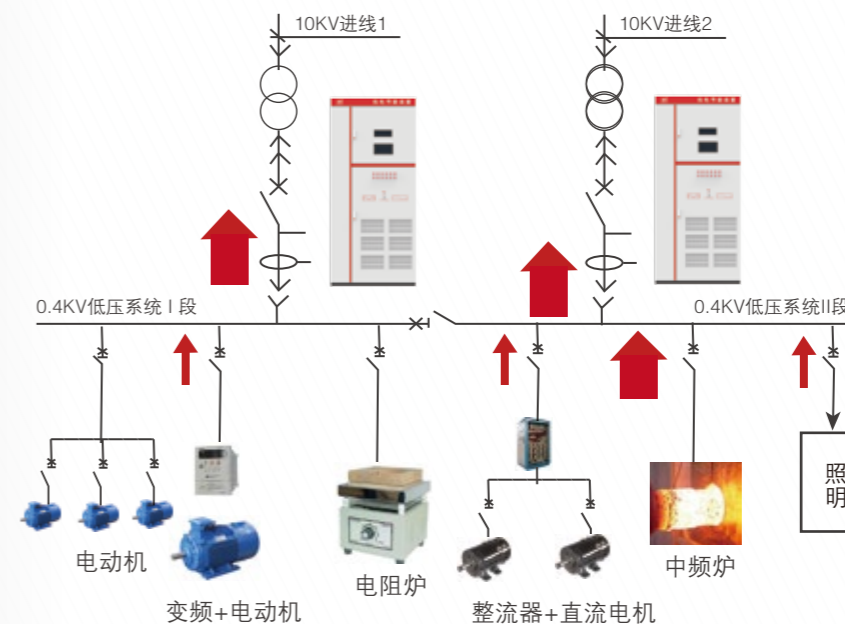 10KV进线1
10KV进线2
0.4KV低压系统 I 段
0.4KV低压系统II段
照
明
电动机
变频+电动机
电阻炉
整流器+直流电机
中频炉